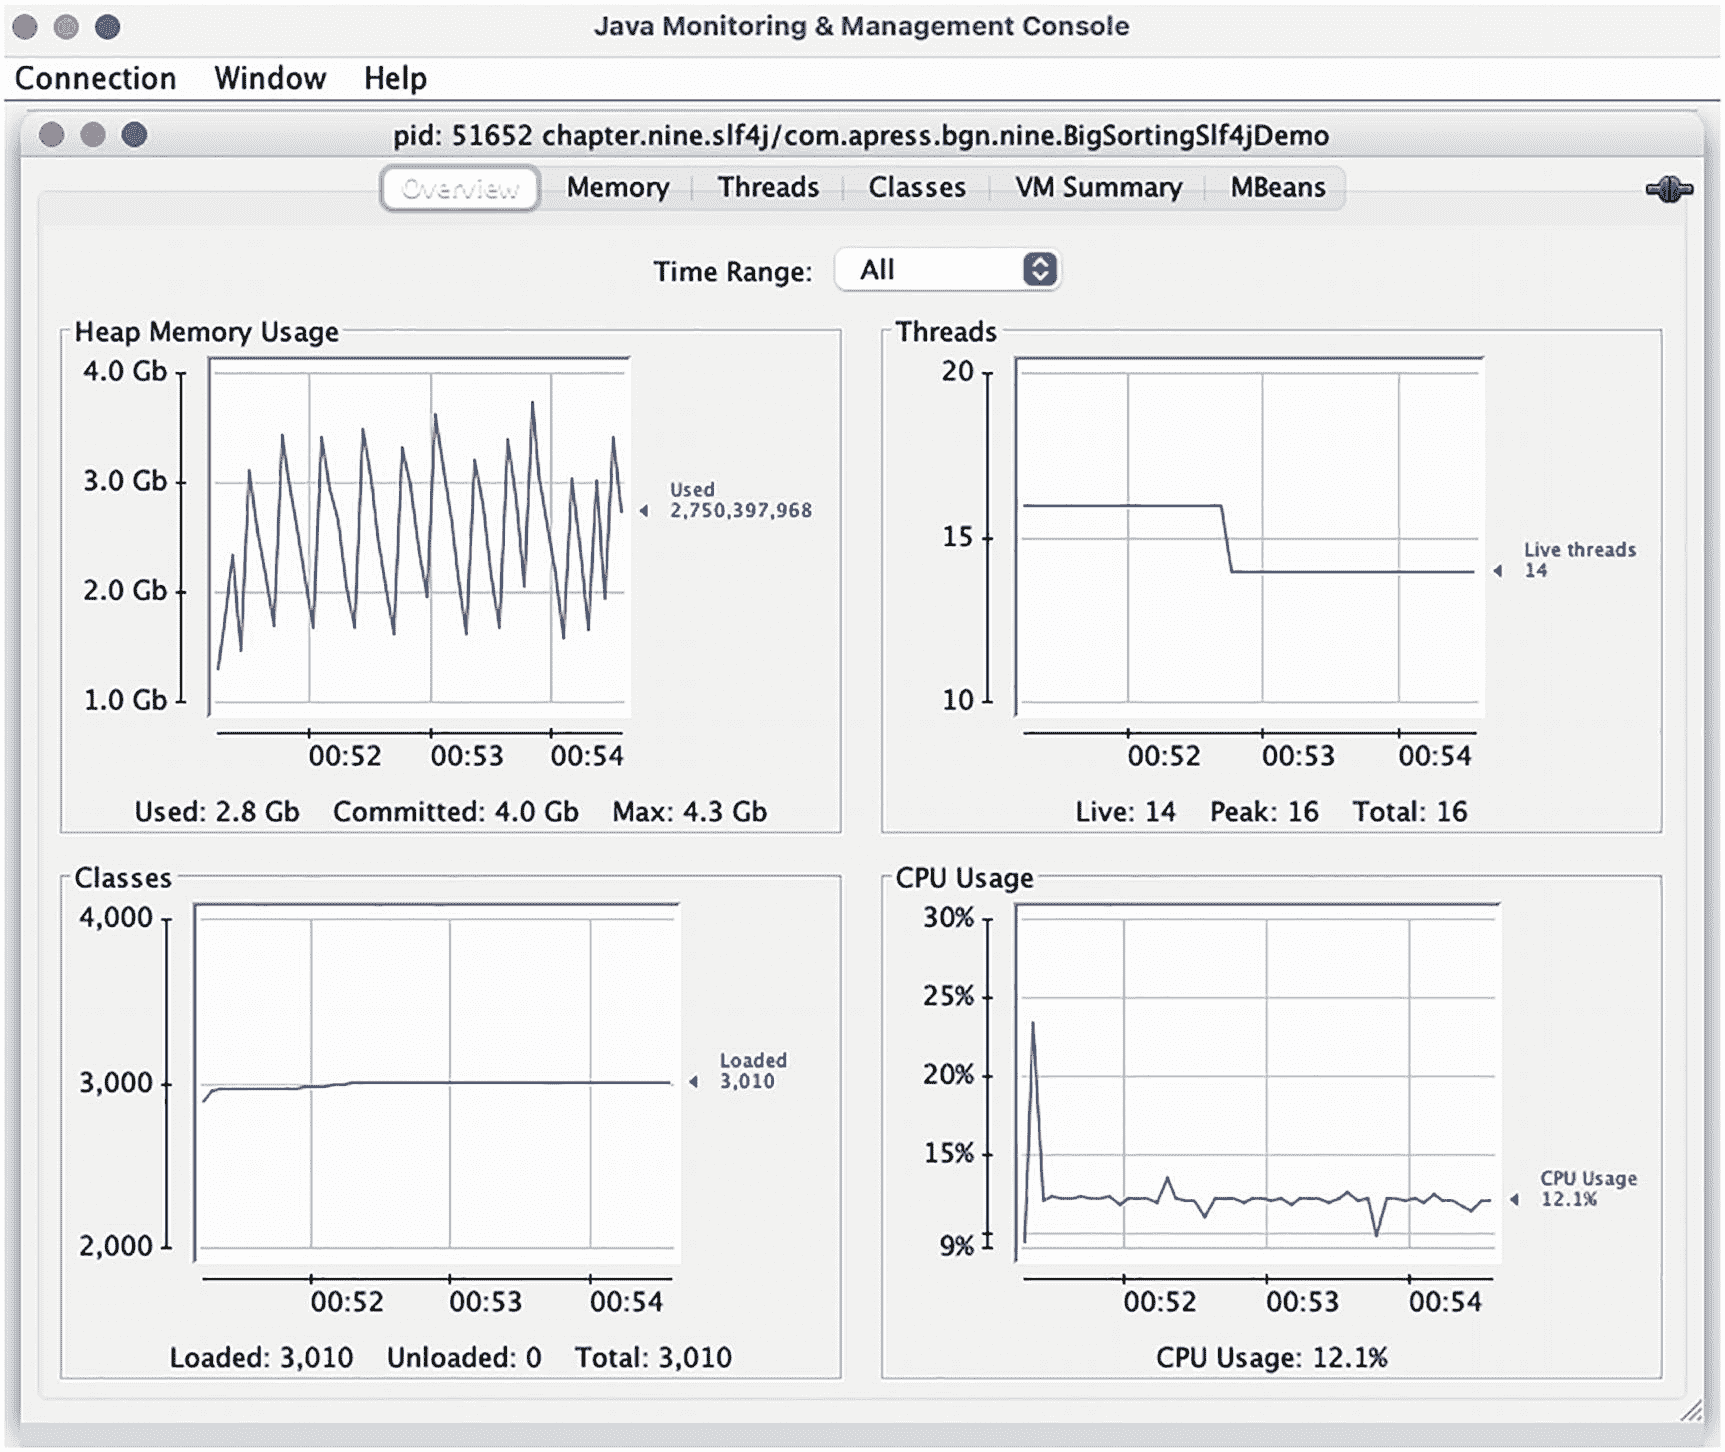 Java Monitoring & Management Console
Connection Window Help
pid: 51652 chapter.nine.slf4j/com.apress.bgn.nine.BigSortingSlf4jDemo
Overview Memory Threads Classes VM Summary MBeans
Time Range: All
Heap Memory Usage
4.0 Gb
3.0 Gb
2.0 Gb
1.0 Gb
Used
2,750,397,968
00:52 00:53 00:54
Used: 2.8 Gb Committed: 4.0 Gb Max: 4.3 Gb
Threads
20
15
10
Live threads
14
00:52 00:53 00:54
Live: 14 Peak: 16 Total: 16
Classes
4,000
3,000
2,000
Loaded
3,010
00:52 00:53 00:54
Loaded: 3,010 Unloaded: 0 Total: 3,010
CPU Usage
30%
25%
20%
15%
9%
CPU Usage
12.1%
00:52 00:53 00:54
CPU Usage: 12.1%